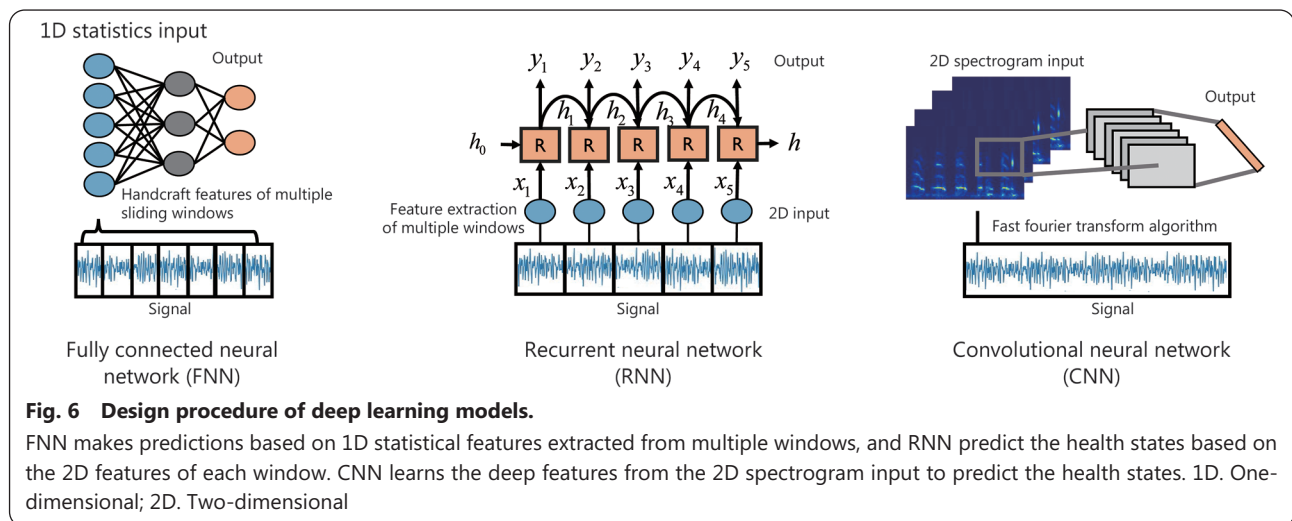 1D statistics input
Output
Handcraft features of multiple
sliding windows
Signal
Fully connected neural
network (FNN)
y1 y2 y3 y4 y5 Output
h1 h2 h3 h4
h0 R R R R R h
x1 x2 x3 x4 x5
Feature extraction
of multiple windows
2D input
Signal
Recurrent neural network
(RNN)
2D spectrogram input
Output
Fast fourier transform algorithm
Signal
Convolutional neural network
(CNN)
Fig. 6 Design procedure of deep learning models.
FNN makes predictions based on 1D statistical features extracted from multiple windows, and RNN predict the health states based on
the 2D features of each window. CNN learns the deep features from the 2D spectrogram input to predict the health states. 1D. One-
dimensional; 2D. Two-dimensional